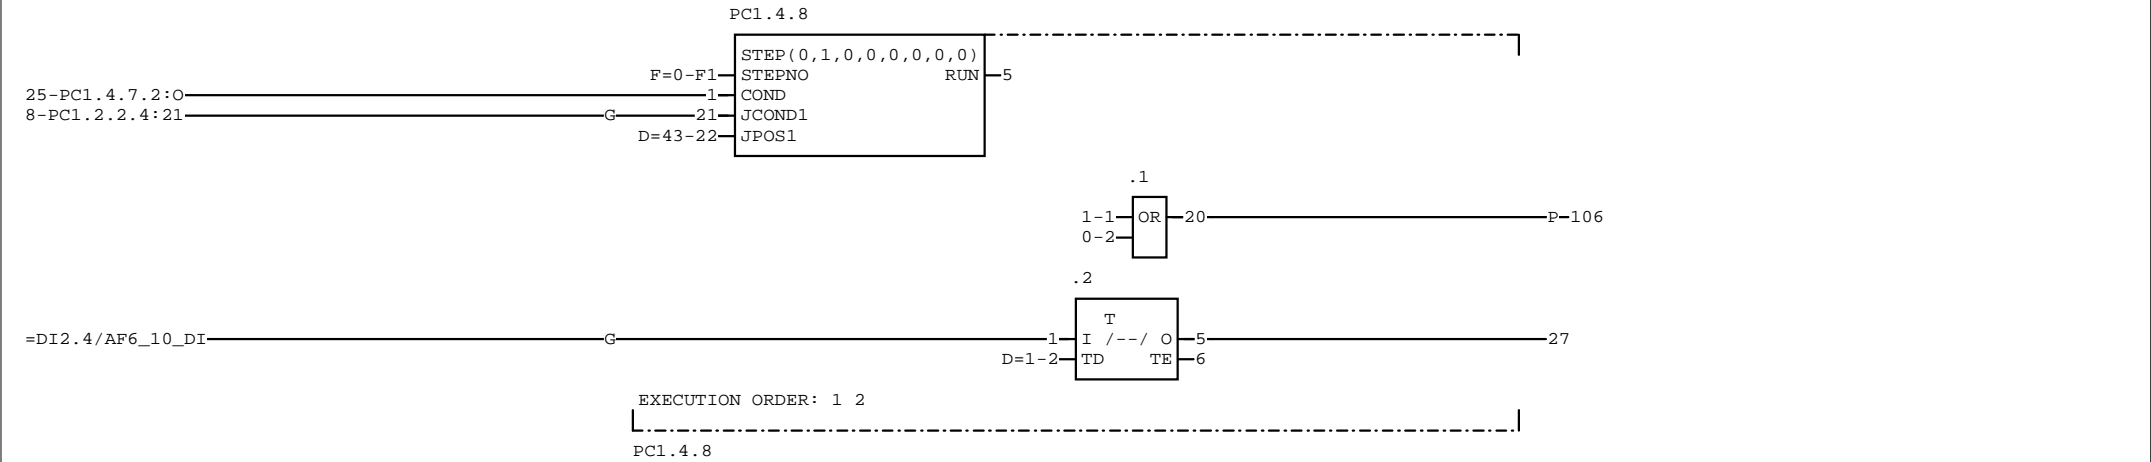 PC1.4.8
STEP(0,1,0,0,0,0,0,0)
F=0-F1 STEPNO RUN 5
25-PC1.4.7.2:O 1 COND
8-PC1.2.2.4:21 G 21 JCOND1
D=43-22 JPOS1
.1
1-1 OR 20 P-106
0-2
.2
T
=DI2.4/AF6_10_DI G 1 I /--/ O 5 27
D=1-2 TD TE 6
EXECUTION ORDER: 1 2
PC1.4.8